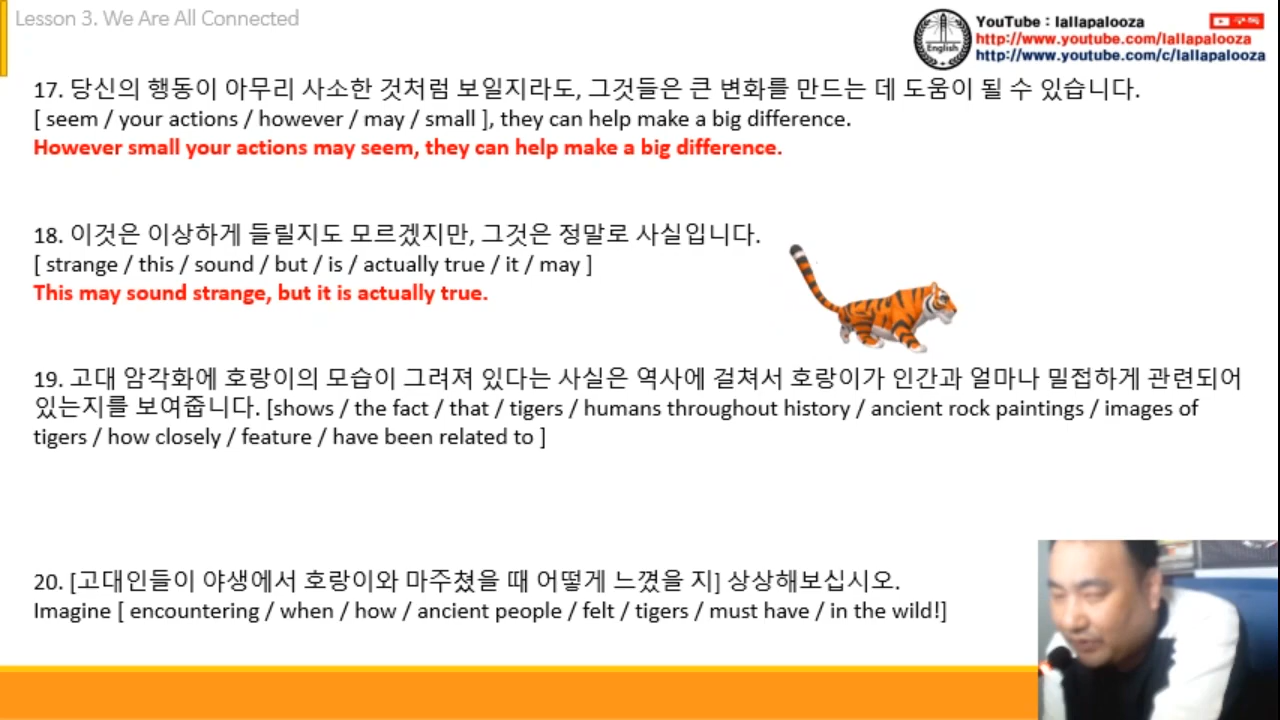 Lesson 3. We Are All Connected
English
YouTube : lallapalooza
구독
http://www.youtube.com/lallapalooza
http://www.youtube.com/c/lallapalooza
17. 당신의 행동이 아무리 사소한 것처럼 보일지라도, 그것들은 큰 변화를 만드는 데 도움이 될 수 있습니다.
[ seem / your actions / however / may / small ], they can help make a big difference.
However small your actions may seem, they can help make a big difference.
18. 이것은 이상하게 들릴지도 모르겠지만, 그것은 정말로 사실입니다.
[ strange / this / sound / but / is / actually true / it / may ]
This may sound strange, but it is actually true.
19. 고대 암각화에 호랑이의 모습이 그려져 있다는 사실은 역사에 걸쳐서 호랑이가 인간과 얼마나 밀접하게 관련되어
있는지를 보여줍니다. [shows / the fact / that / tigers / humans throughout history / ancient rock paintings / images of
tigers / how closely / feature / have been related to ]
20. [고대인들이 야생에서 호랑이와 마주쳤을 때 어떻게 느꼈을 지] 상상해보십시오.
Imagine [ encountering / when / how / ancient people / felt / tigers / must have / in the wild!]